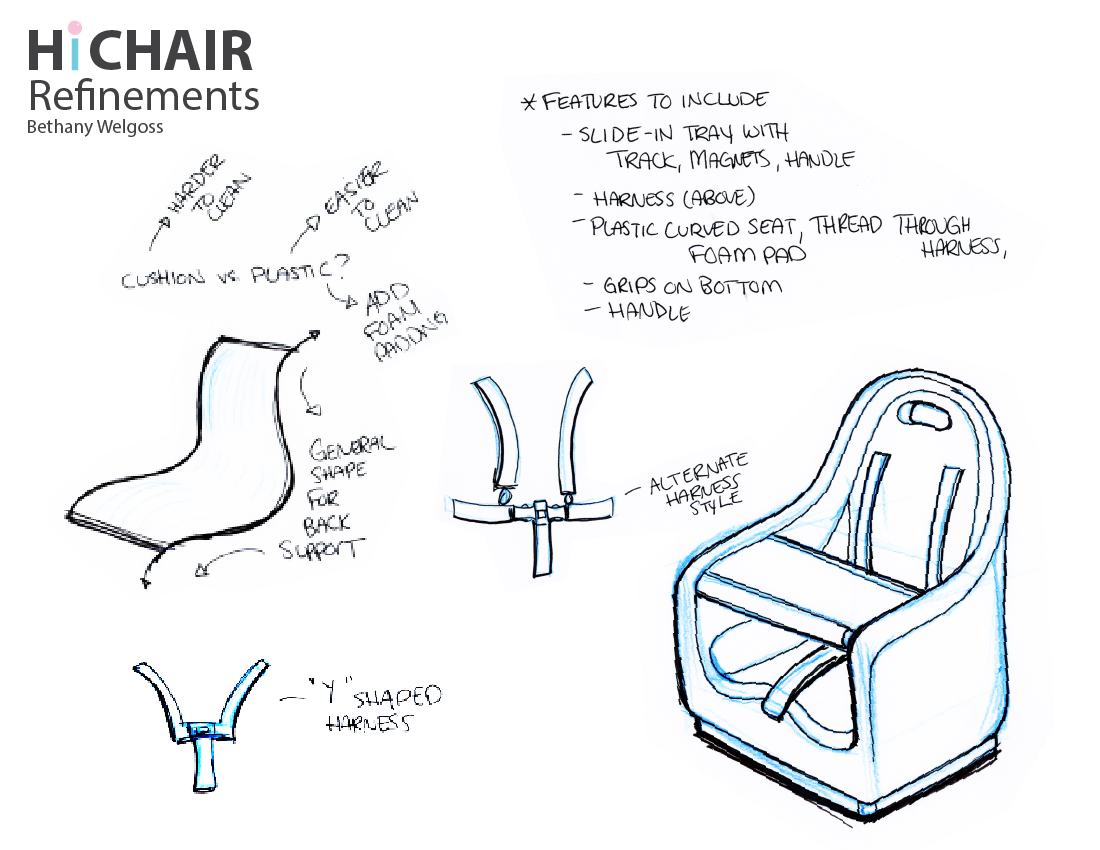 HiCHAIR
Refinements
Bethany Welgoss
* FEATURES TO INCLUDE
- SLIDE-IN TRAY WITH
TRACK, MAGNETS, HANDLE
- HARNESS (ABOVE)
- PLASTIC CURVED SEAT, THREAD THROUGH
HARNESS,
FOAM PAD
- GRIPS ON BOTTOM
- HANDLE
HARDER
TO
CLEAN
EASIER
TO
CLEAN
CUSHION vs. PLASTIC?
ADD
FOAM
PADDING
GENERAL
SHAPE
FOR
BACK
SUPPORT
- ALTERNATE
HARNESS
STYLE
- "Y" SHAPED
HARNESS